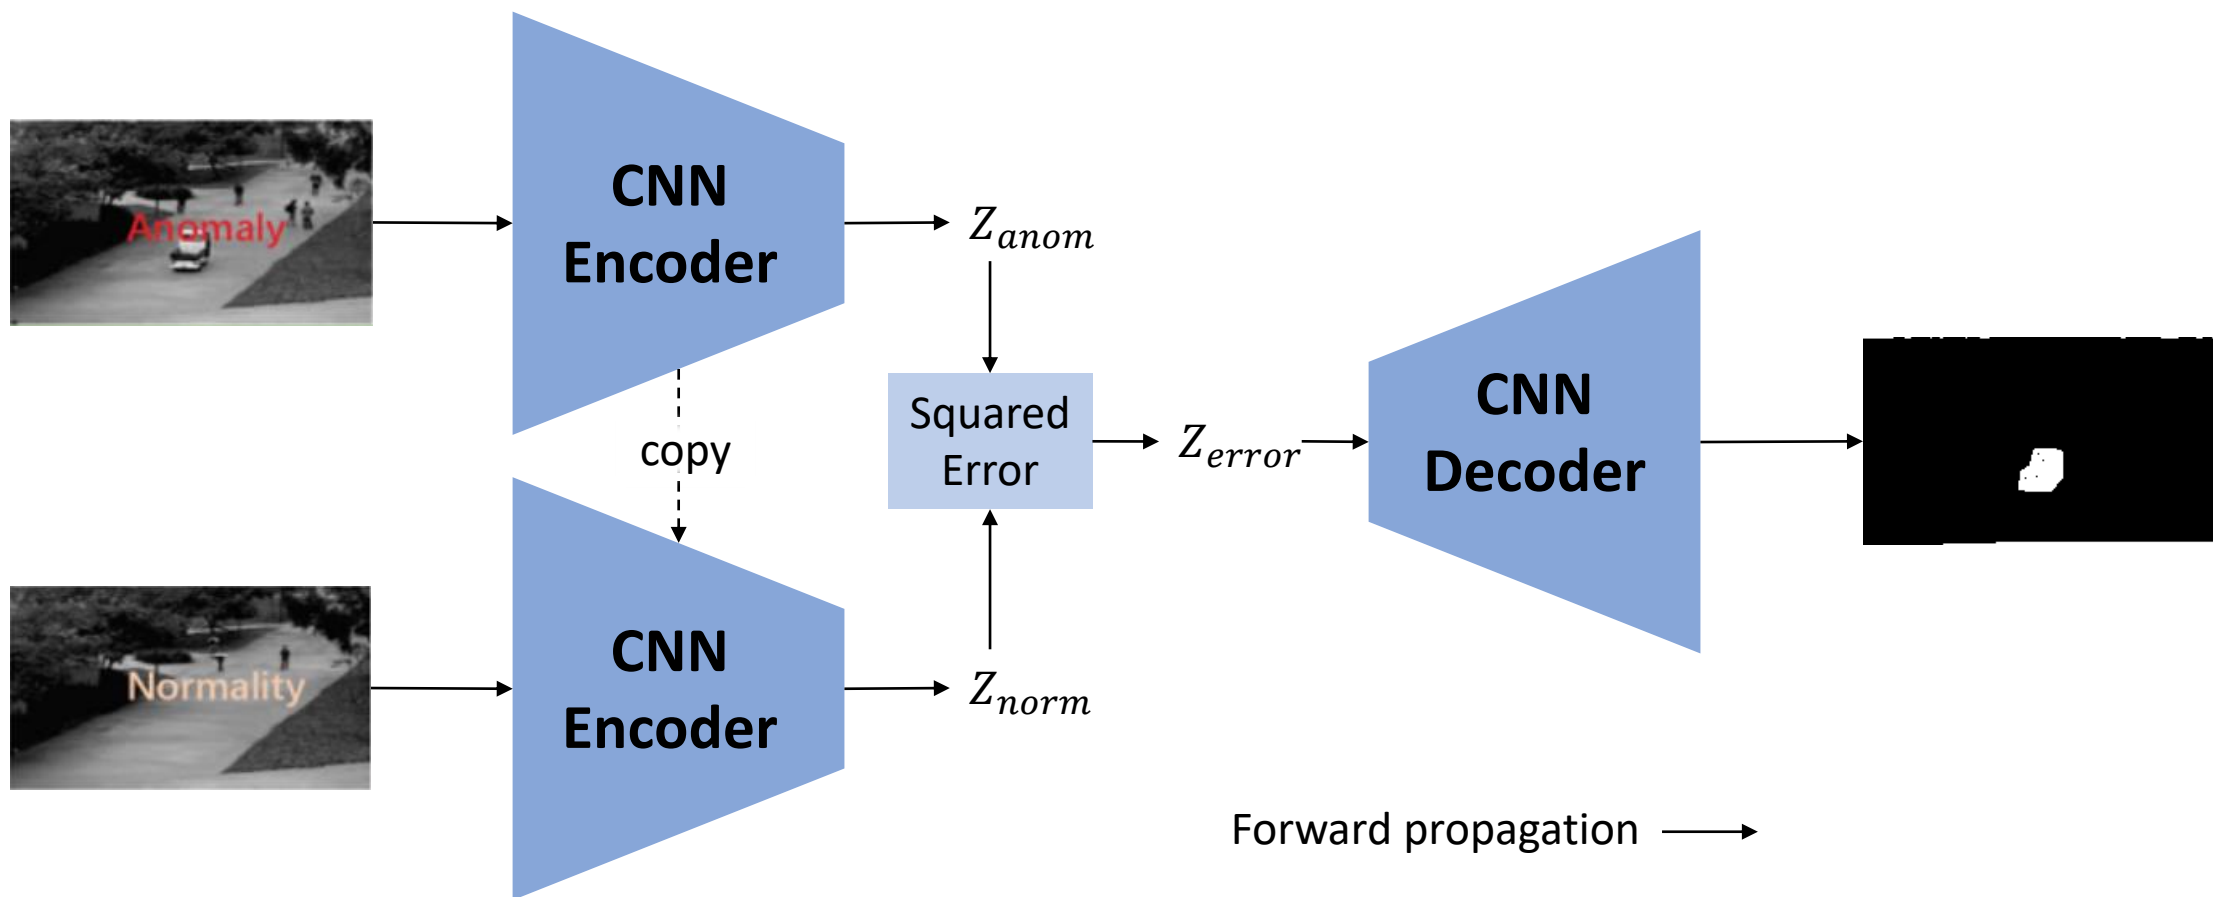 Anomaly
CNN
Encoder
Z_anom
copy
Squared
Error
Z_error
CNN
Decoder
Normality
CNN
Encoder
Z_norm
Forward propagation